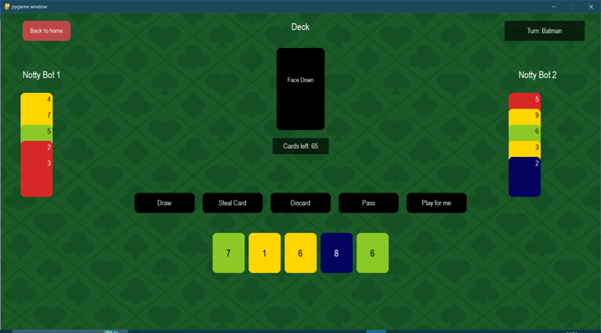 pygame window
Back to home
Deck
Turn: Batman
Face Down
Notty Bot 1
Notty Bot 2
4
7
5
2
3
5
9
6
3
2
Cards left: 65
Draw
Steal Card
Discard
Pass
Play for me
7
1
6
8
6